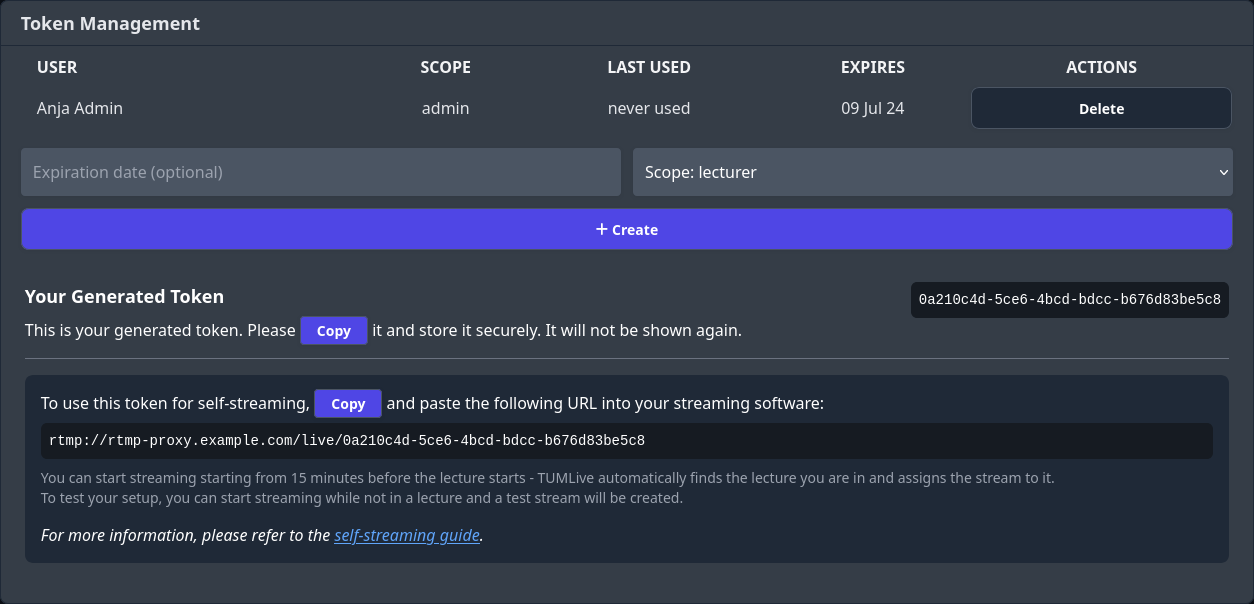 Token Management
USER SCOPE LAST USED EXPIRES ACTIONS
Anja Admin admin never used 09 Jul 24 Delete
Expiration date (optional) Scope: lecturer
+ Create
Your Generated Token 0a210c4d-5ce6-4bcd-bdcc-b676d83be5c8
This is your generated token. Please Copy it and store it securely. It will not be shown again.
To use this token for self-streaming, Copy and paste the following URL into your streaming software:
rtmp://rtmp-proxy.example.com/live/0a210c4d-5ce6-4bcd-bdcc-b676d83be5c8
You can start streaming starting from 15 minutes before the lecture starts - TUMLive automatically finds the lecture you are in and assigns the stream to it.
To test your setup, you can start streaming while not in a lecture and a test stream will be created.
For more information, please refer to the self-streaming guide.